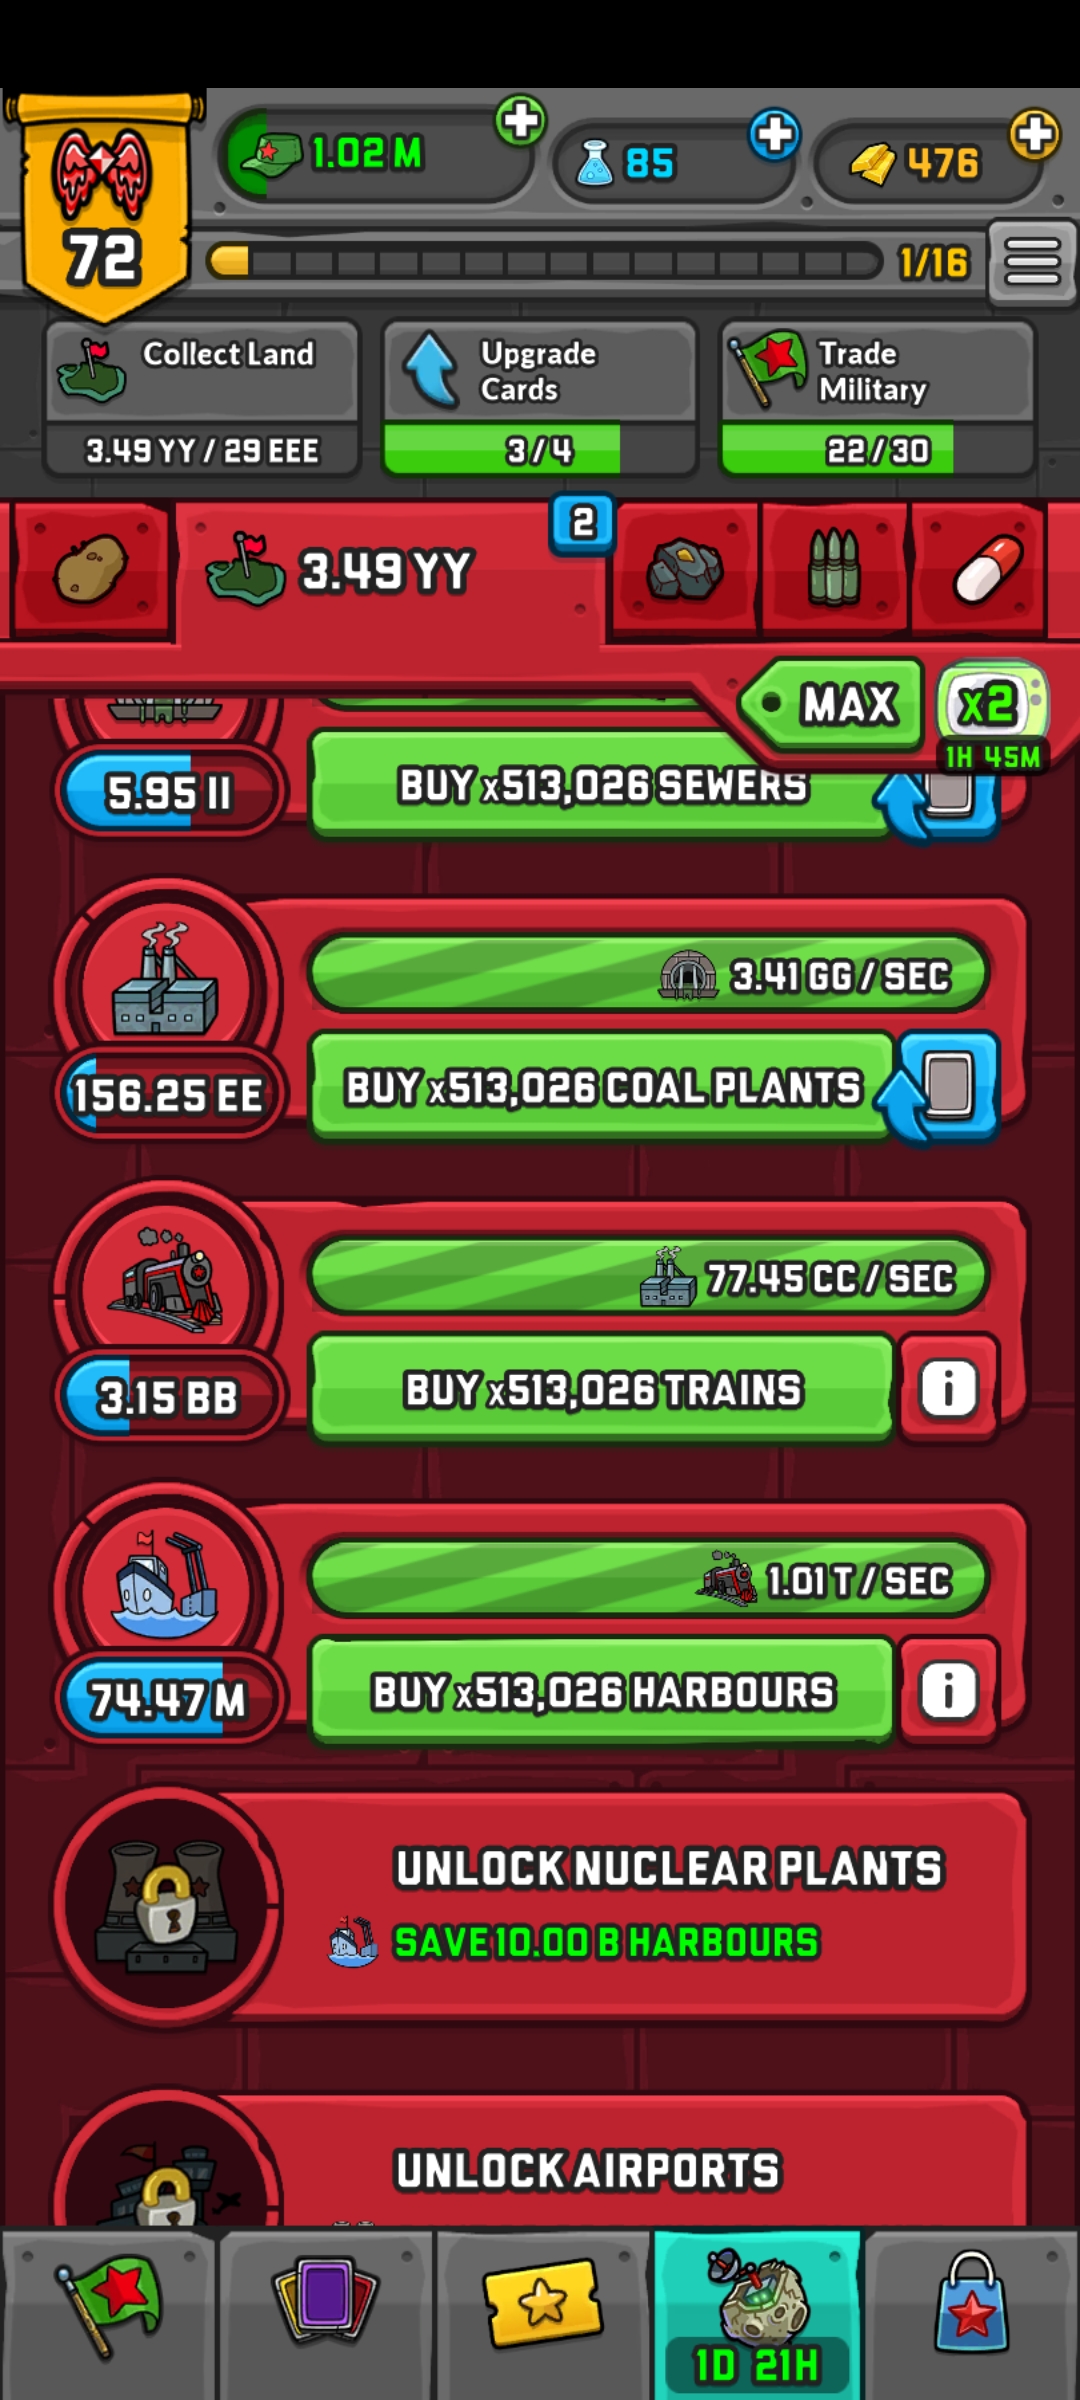 1.02 M
85
476
72
1/16
Collect Land
3.49 YY / 29 EEE
Upgrade
Cards
3/4
Trade
Military
22/30
3.49 YY
2
MAX
x2
1H 45M
5.95 II
BUY x513,026 SEWERS
3.41 GG / SEC
156.25 EE
BUY x513,026 COAL PLANTS
77.45 CC / SEC
3.15 BB
BUY x513,026 TRAINS
i
1.01 T / SEC
74.47 M
BUY x513,026 HARBOURS
i
UNLOCK NUCLEAR PLANTS
SAVE 10.00 B HARBOURS
UNLOCK AIRPORTS
1D 21H